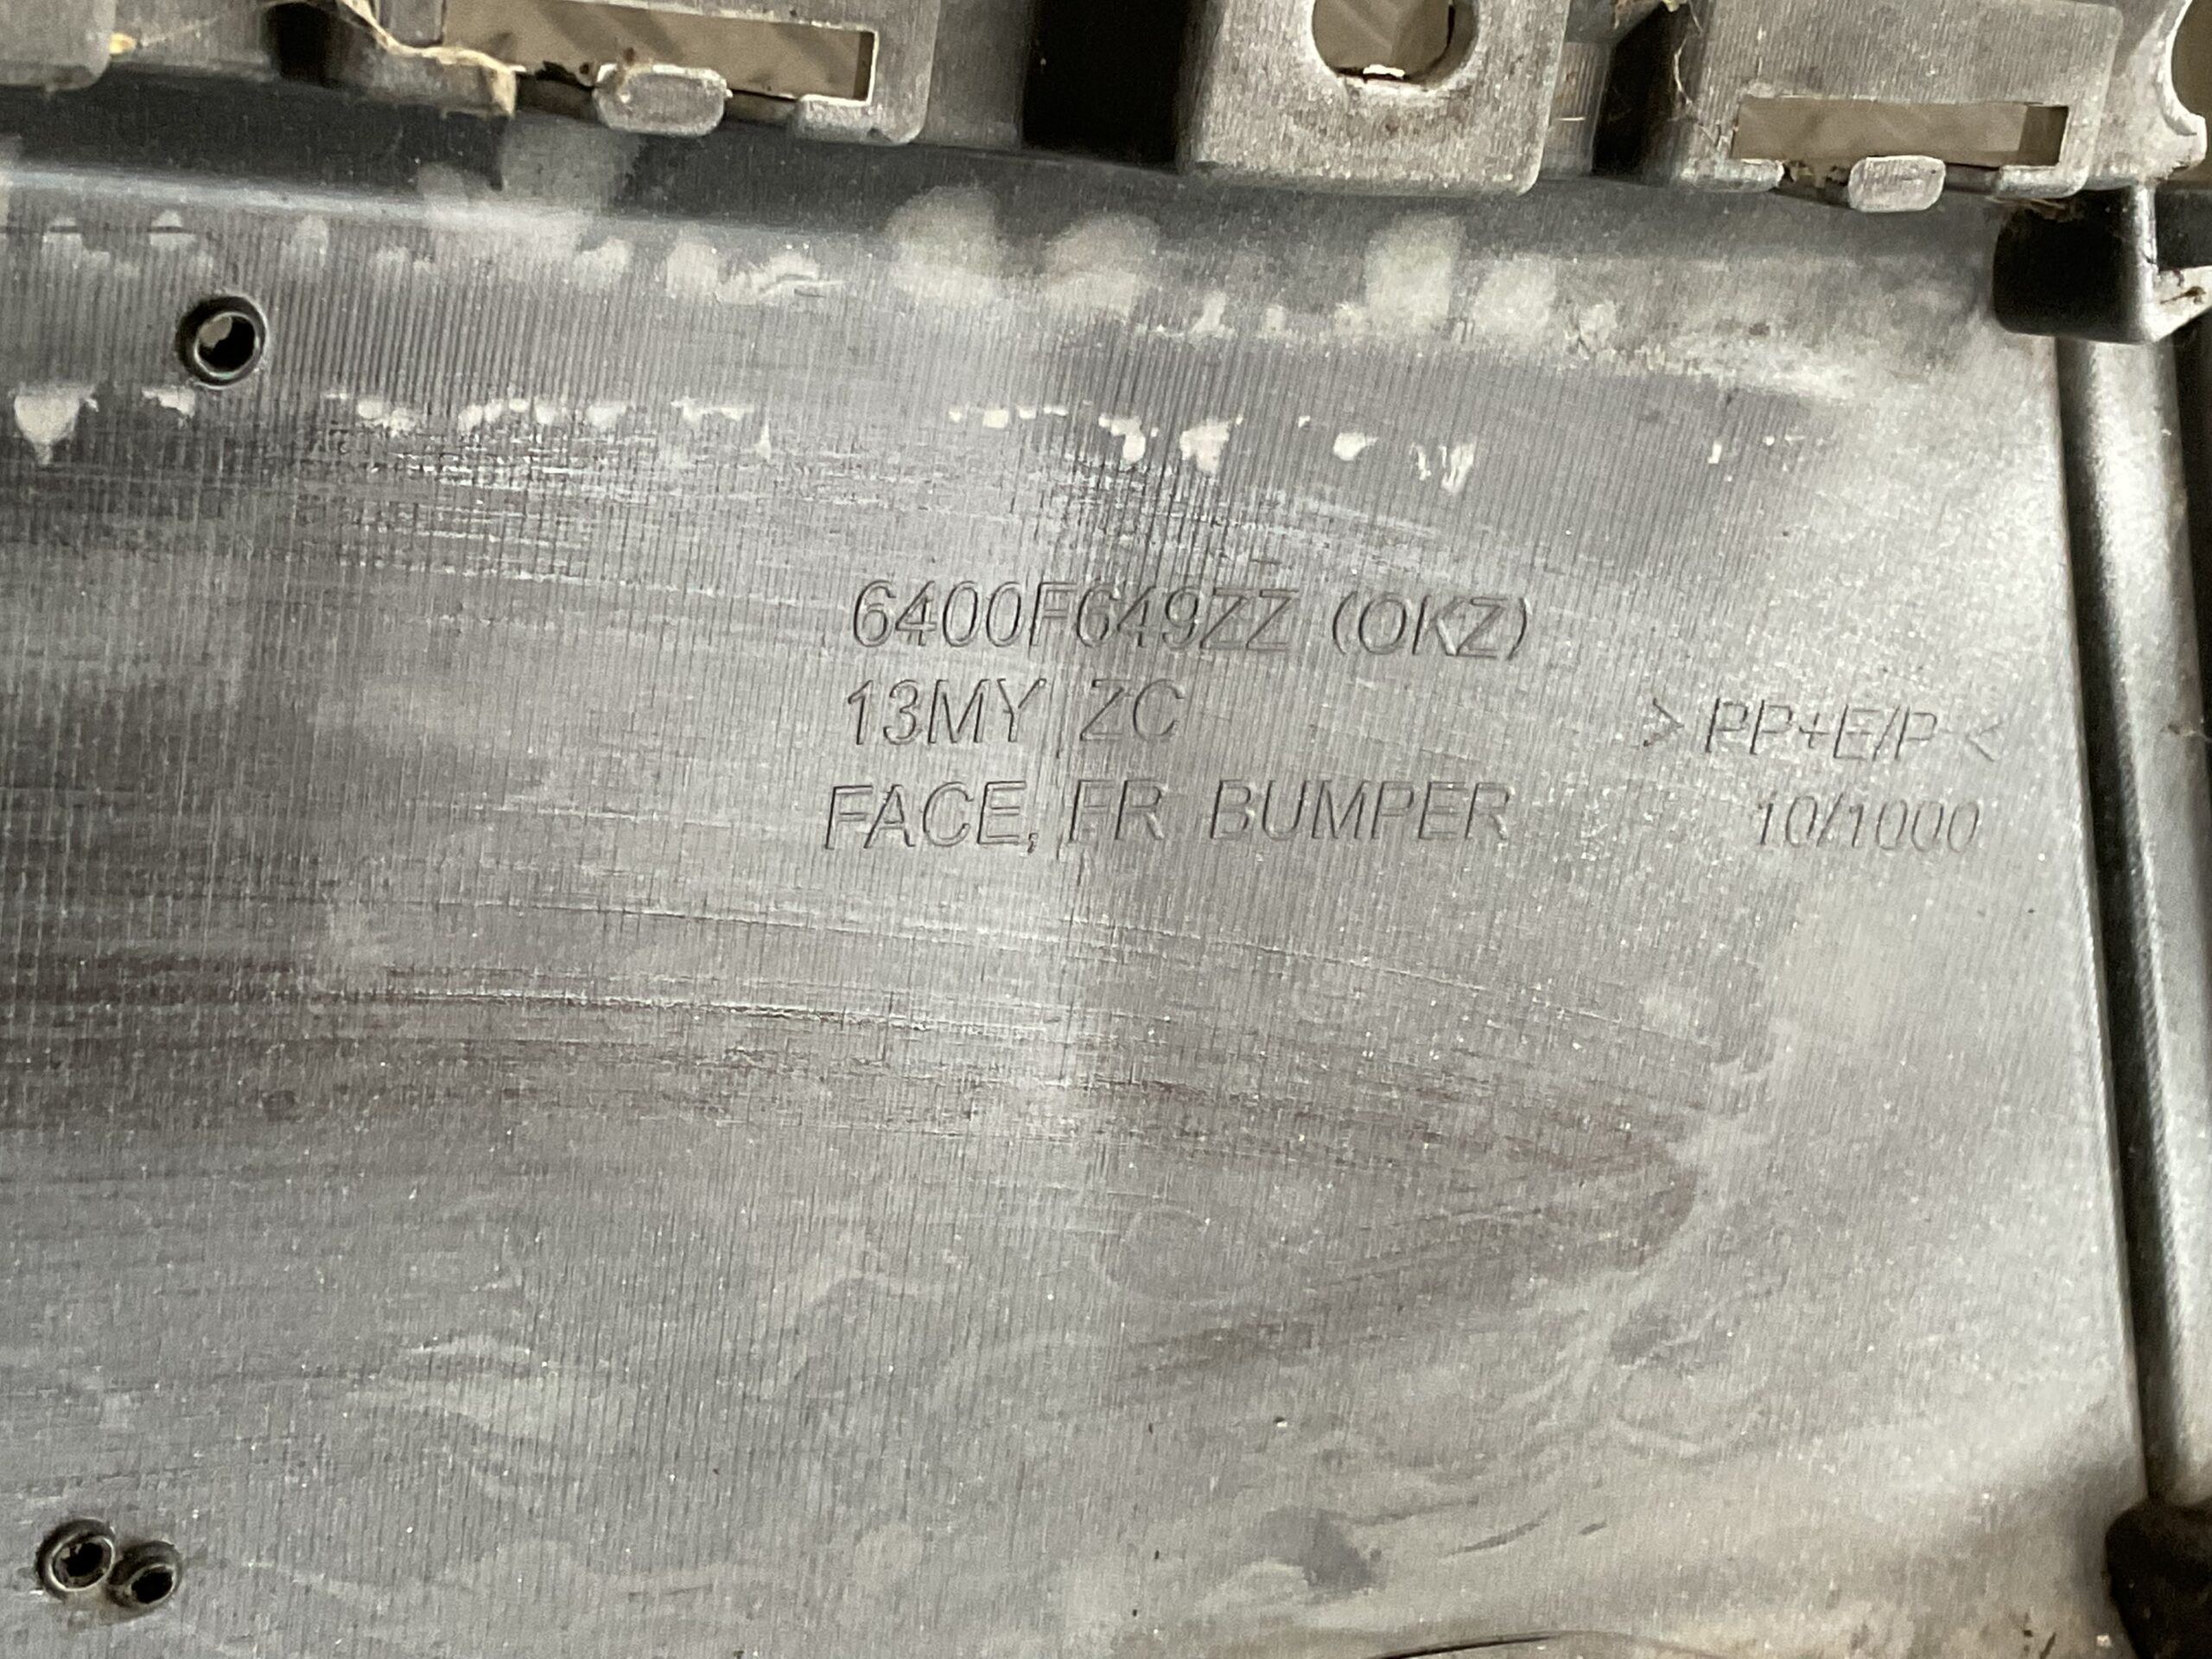 6400F649ZZ (OKZ)
13MY ZC
FACE, FR BUMPER
> PP+E/P <
10/1000